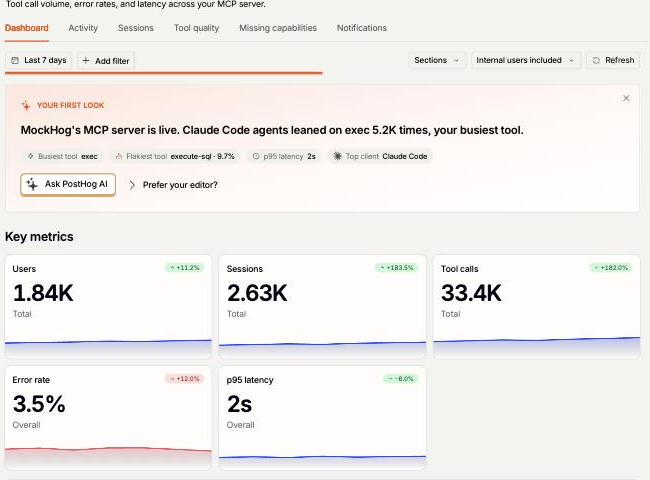 Tool call volume, error rates, and latency across your MCP server.
Dashboard Activity Sessions Tool quality Missing capabilities Notifications
Last 7 days + Add filter Sections Internal users included Refresh
YOUR FIRST LOOK
MockHog's MCP server is live. Claude Code agents leaned on exec 5.2K times, your busiest tool.
Busiest tool exec Flakiest tool execute-sql · 9.7% p95 latency 2s Top client Claude Code
Ask PostHog AI Prefer your editor?
Key metrics
Users +11.2%
1.84K
Total
Sessions +183.5%
2.63K
Total
Tool calls +182.0%
33.4K
Total
Error rate +12.0%
3.5%
Overall
p95 latency -6.0%
2s
Overall